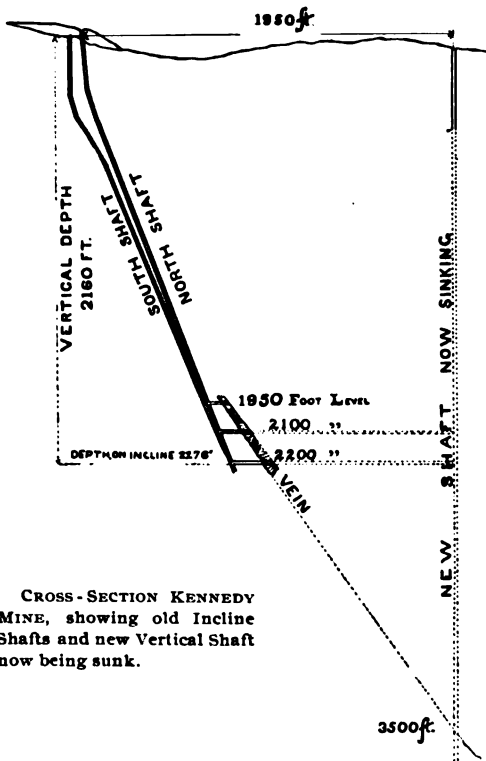 1950 ft.
VERTICAL DEPTH
2160 FT.
SOUTH SHAFT
NORTH SHAFT
NEW SHAFT NOW SINKING
1950 FOOT LEVEL
2100 "
2200 "
DEPTH ON INCLINE 2276'
VEIN
CROSS-SECTION KENNEDY
MINE, showing old Incline
Shafts and new Vertical Shaft
now being sunk.
3500 ft.